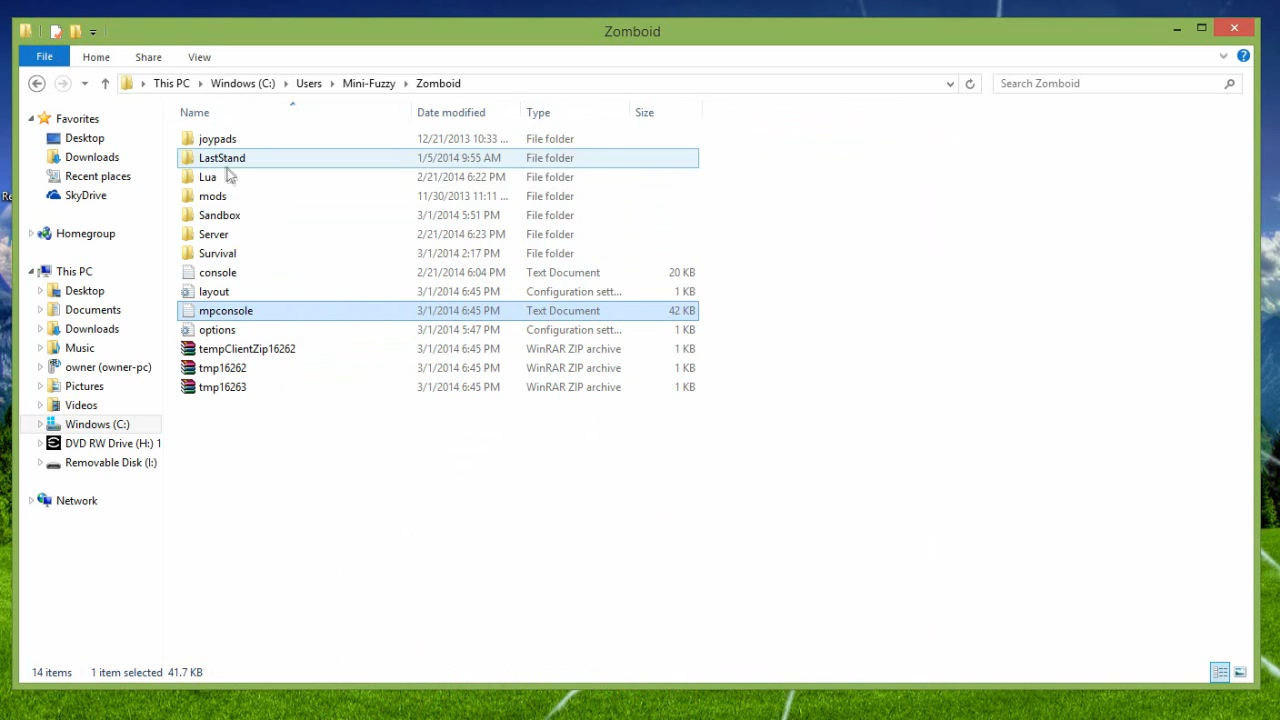 Zomboid
File Home Share View
This PC Windows (C:) Users Mini-Fuzzy Zomboid Search Zomboid
Name Date modified Type Size
Favorites
Desktop
Downloads
Recent places
SkyDrive
Homegroup
This PC
Desktop
Documents
Downloads
Music
owner (owner-pc)
Pictures
Videos
Windows (C:)
DVD RW Drive (H:) 1
Removable Disk (I:)
Network
joypads 12/21/2013 10:33 ... File folder
LastStand 1/5/2014 9:55 AM File folder
Lua 2/21/2014 6:22 PM File folder
mods 11/30/2013 11:11 ... File folder
Sandbox 3/1/2014 5:51 PM File folder
Server 2/21/2014 6:23 PM File folder
Survival 3/1/2014 2:17 PM File folder
console 2/21/2014 6:04 PM Text Document 20 KB
layout 3/1/2014 6:45 PM Configuration sett... 1 KB
mpconsole 3/1/2014 6:45 PM Text Document 42 KB
options 3/1/2014 5:47 PM Configuration sett... 1 KB
tempClientZip16262 3/1/2014 6:45 PM WinRAR ZIP archive 1 KB
tmp16262 3/1/2014 6:45 PM WinRAR ZIP archive 1 KB
tmp16263 3/1/2014 6:45 PM WinRAR ZIP archive 1 KB
14 items 1 item selected 41.7 KB